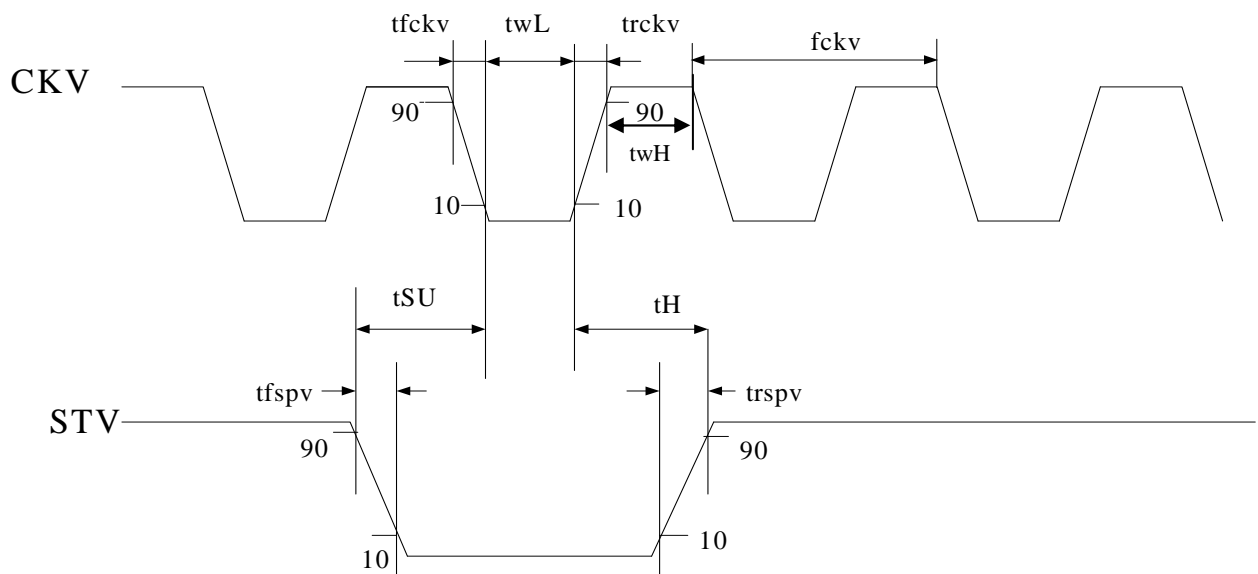 tfckv twL trckv fckv
CKV
90 90
twH
10 10
tSU tH
tfspv trspv
STV
90 90
10 10